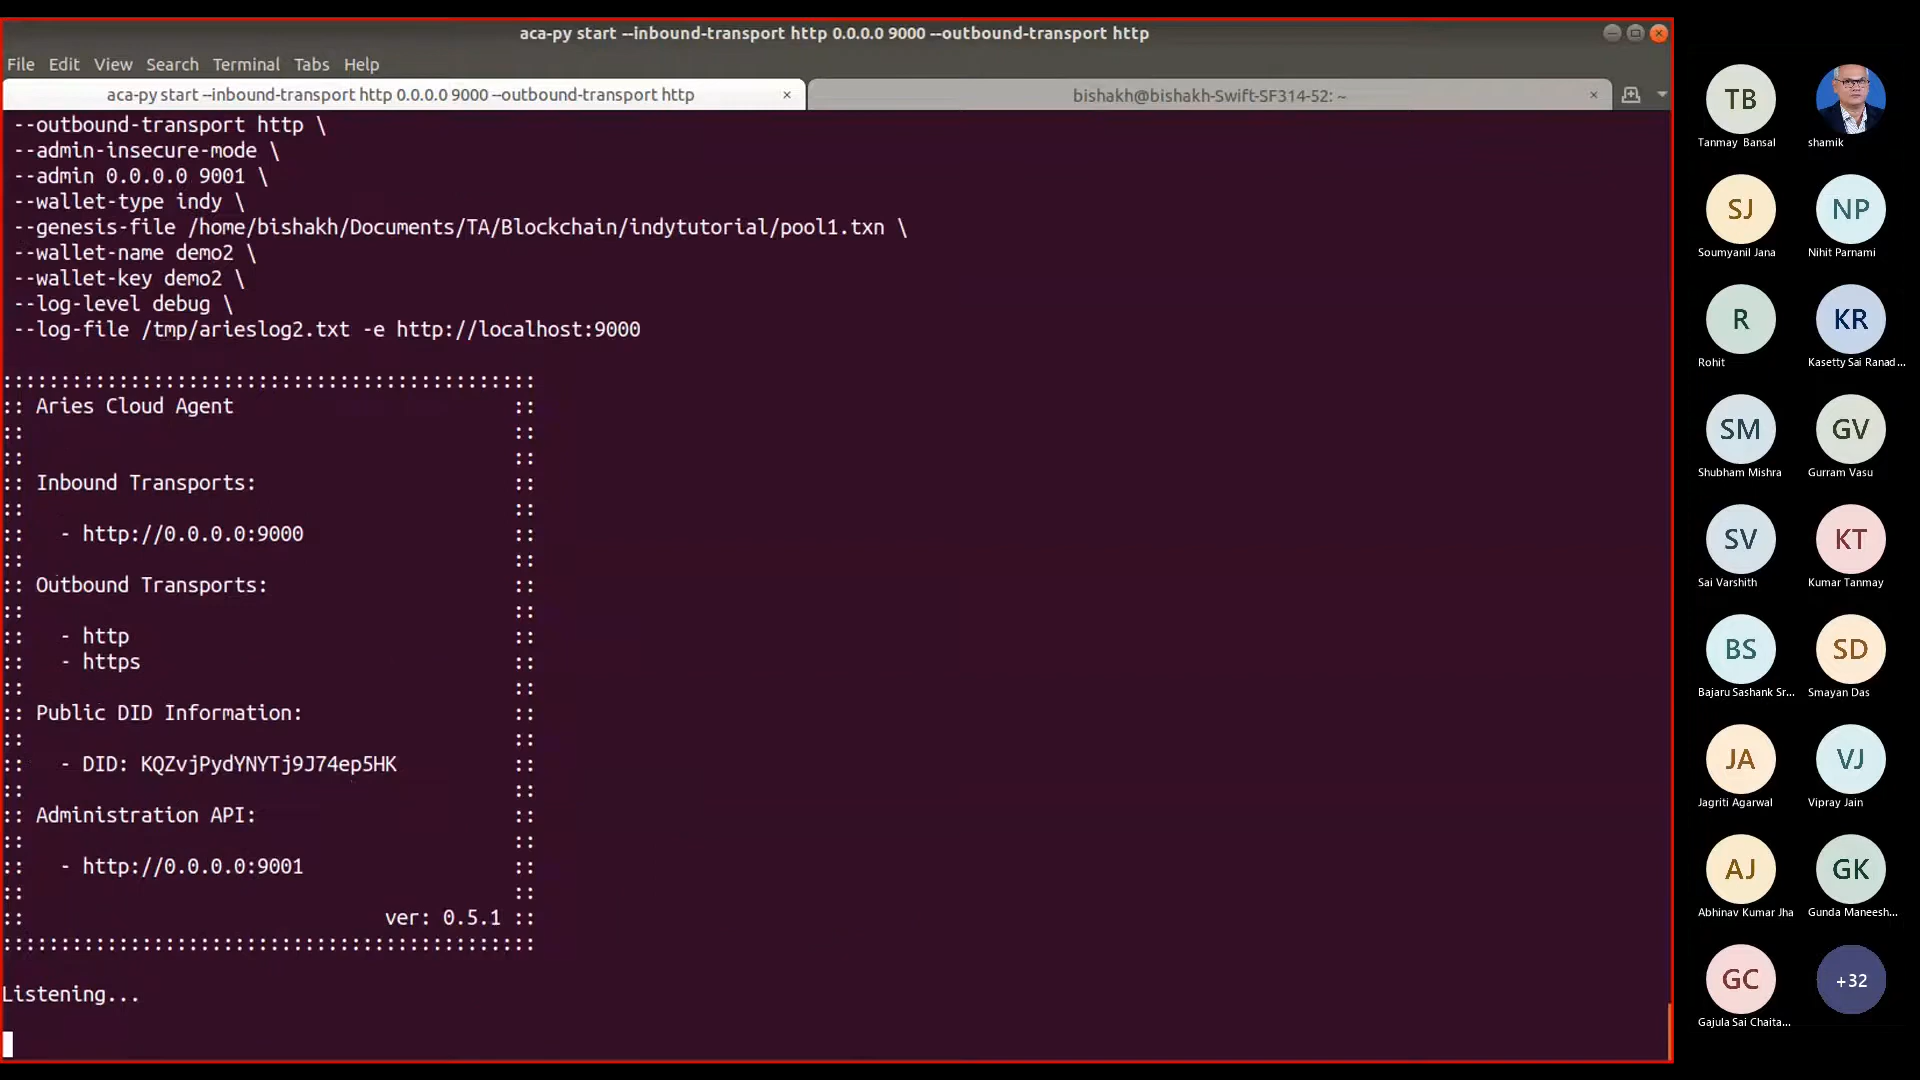 aca-py start --inbound-transport http 0.0.0.0 9000 --outbound-transport http
File Edit View Search Terminal Tabs Help
aca-py start --inbound-transport http 0.0.0.0 9000 --outbound-transport http ×
bishakh@bishakh-Swift-SF314-52: ~ ×
--outbound-transport http \
--admin-insecure-mode \
--admin 0.0.0.0 9001 \
--wallet-type indy \
--genesis-file /home/bishakh/Documents/TA/Blockchain/indytutorial/pool1.txn \
--wallet-name demo2 \
--wallet-key demo2 \
--log-level debug \
--log-file /tmp/arieslog2.txt -e http://localhost:9000
::::::::::::::::::::::::::::::::::::::::::::::
:: Aries Cloud Agent ::
:: ::
:: ::
:: Inbound Transports: ::
:: ::
:: - http://0.0.0.0:9000 ::
:: ::
:: Outbound Transports: ::
:: ::
:: - http ::
:: - https ::
:: ::
:: Public DID Information: ::
:: ::
:: - DID: KQZvjPydYNYTj9J74ep5HK ::
:: ::
:: Administration API: ::
:: ::
:: - http://0.0.0.0:9001 ::
:: ::
:: ver: 0.5.1 ::
::::::::::::::::::::::::::::::::::::::::::::::
Listening...
TB
Tanmay Bansal
shamik
SJ
Soumyanil Jana
NP
Nihit Parnami
R
Rohit
KR
Kasetty Sai Ranad...
SM
Shubham Mishra
GV
Gurram Vasu
SV
Sai Varshith
KT
Kumar Tanmay
BS
Bajaru Sashank Sr...
SD
Smayan Das
JA
Jagriti Agarwal
VJ
Vipray Jain
AJ
Abhinav Kumar Jha
GK
Gunda Maneesh...
GC
Gajula Sai Chaita...
+32